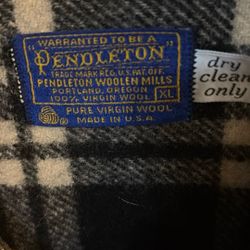 "WARRANTED TO BE A
PENDLETON"
TRADE MARK REG. U.S. PAT. OFF.
PENDLETON WOOLEN MILLS
PORTLAND, OREGON
100% VIRGIN WOOL XL
PURE VIRGIN WOOL
MADE IN U.S.A.
dry
clean
only